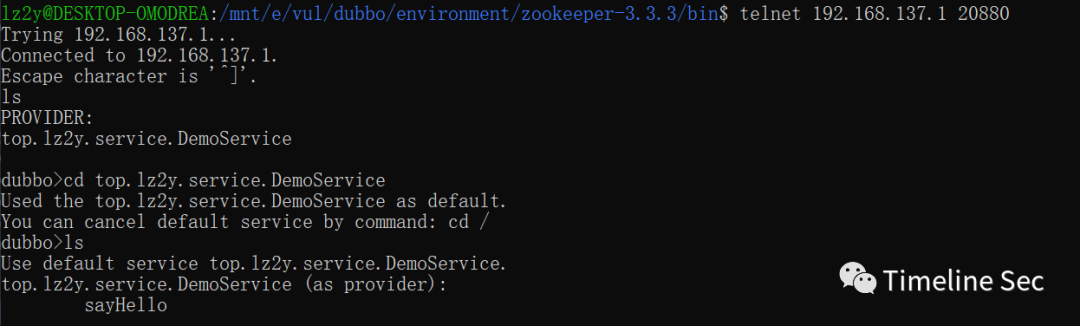 lz2y@DESKTOP-OMODREA:/mnt/e/vul/dubbo/environment/zookeeper-3.3.3/bin$ telnet 192.168.137.1 20880
Trying 192.168.137.1...
Connected to 192.168.137.1.
Escape character is '^]'.
ls
PROVIDER:
top.lz2y.service.DemoService

dubbo>cd top.lz2y.service.DemoService
Used the top.lz2y.service.DemoService as default.
You can cancel default service by command: cd /
dubbo>ls
Use default service top.lz2y.service.DemoService.
top.lz2y.service.DemoService (as provider):
        sayHello
Timeline Sec